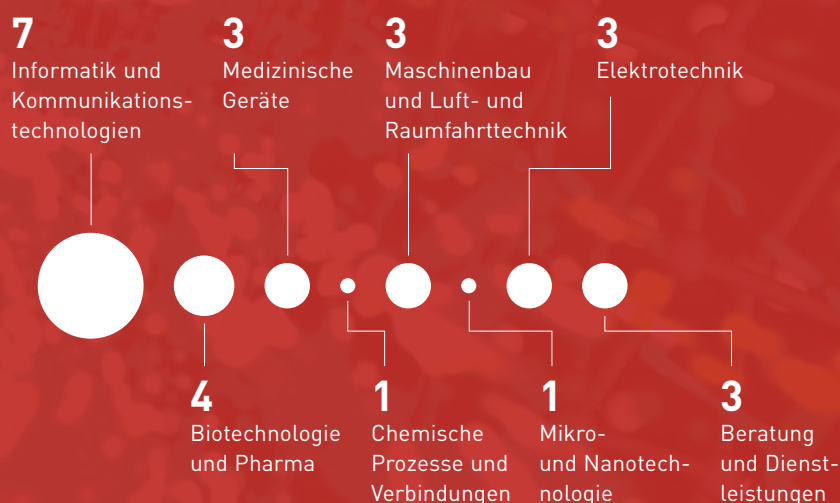 7
Informatik und
Kommunikations-
technologien
3
Medizinische
Geräte
3
Maschinenbau
und Luft- und
Raumfahrttechnik
3
Elektrotechnik
4
Biotechnologie
und Pharma
1
Chemische
Prozesse und
Verbindungen
1
Mikro-
und Nanotech-
nologie
3
Beratung
und Dienst-
leistungen